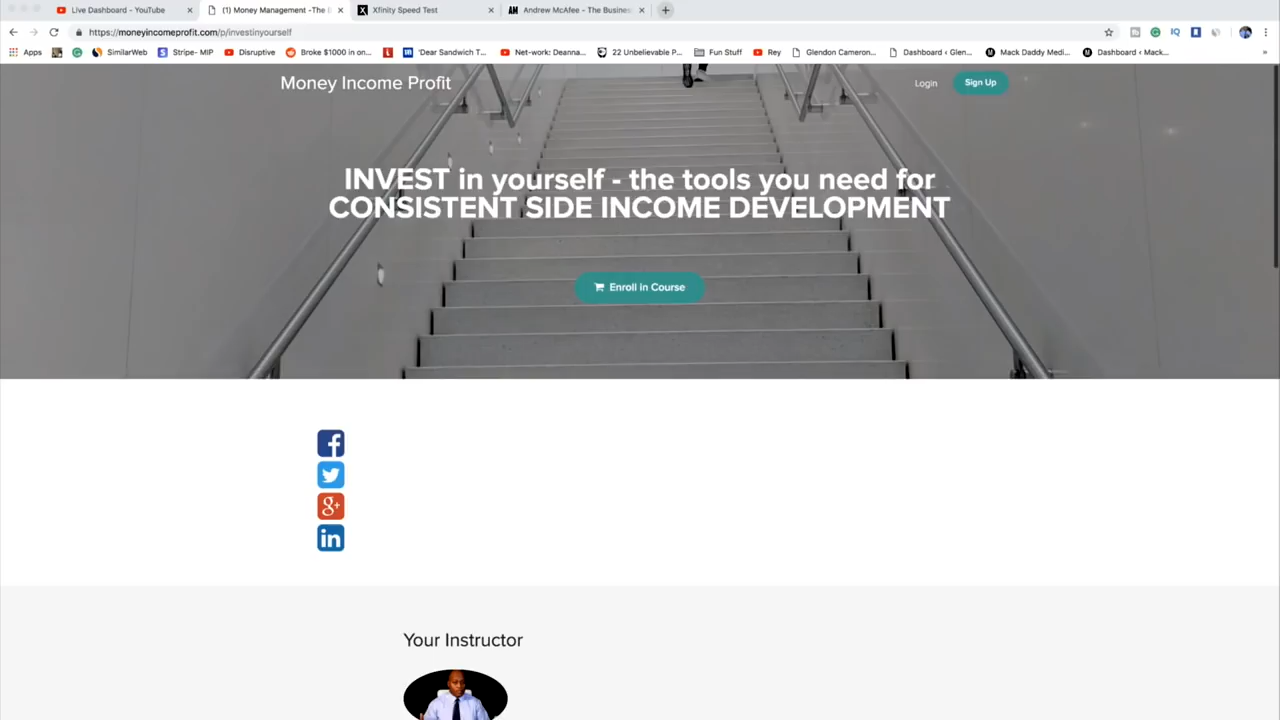 Live Dashboard - YouTube
(1) Money Management -The
Xfinity Speed Test
AM Andrew McAfee - The Busines
https://moneyincomeprofit.com/p/investinyourself
Apps
SimilarWeb
Stripe- MIP
Disruptive
Broke $1000 in on...
'Dear Sandwich T...
Net-work: Deanna...
22 Unbelievable P...
Fun Stuff
Rey
Glendon Cameron...
Dashboard ‹ Glen...
Mack Daddy Medi...
Dashboard ‹ Mack...
Money Income Profit
Login
Sign Up
INVEST in yourself - the tools you need for
CONSISTENT SIDE INCOME DEVELOPMENT
Enroll in Course
Your Instructor